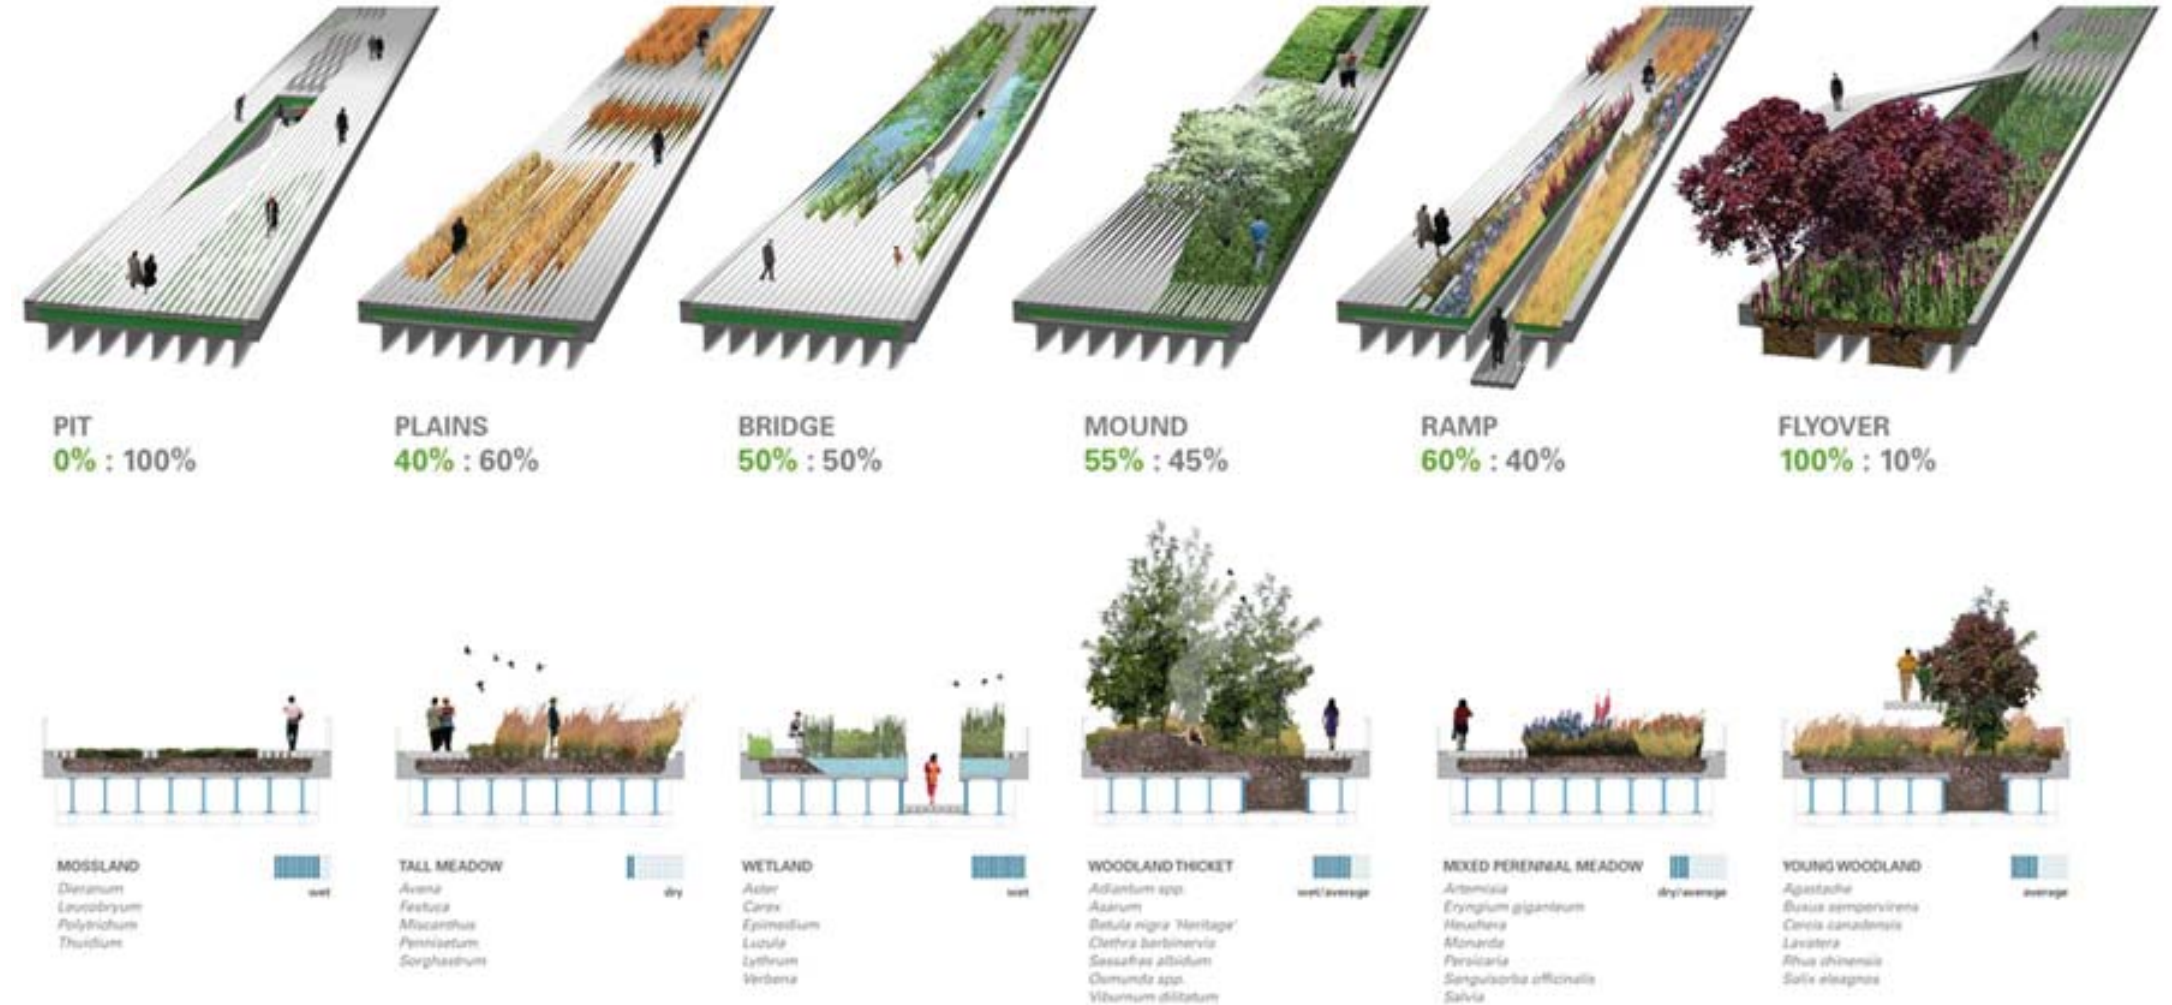 PIT
0% : 100%
PLAINS
40% : 60%
BRIDGE
50% : 50%
MOUND
55% : 45%
RAMP
60% : 40%
FLYOVER
100% : 10%
MOSSLAND
wet
Dieranum
Leucobryum
Polytrichum
Thuidium
TALL MEADOW
dry
Avena
Festuca
Miscanthus
Pennisetum
Sorghastrum
WETLAND
wet
Aster
Carex
Epimedium
Luzula
Lythrum
Verbena
WOODLAND THICKET
wet/average
Adiantum spp.
Asarum
Betula nigra 'Heritage'
Clethra barbinervis
Sassafras albidum
Osmunda spp.
Viburnum dilitatum
MIXED PERENNIAL MEADOW
dry/average
Artemisia
Eryngium giganteum
Heuchera
Monarda
Persicaria
Sanguisorba officinalis
Salvia
YOUNG WOODLAND
average
Agastache
Buxus sempervirens
Cercis canadensis
Lavatera
Rhus chinensis
Salix eleagnos